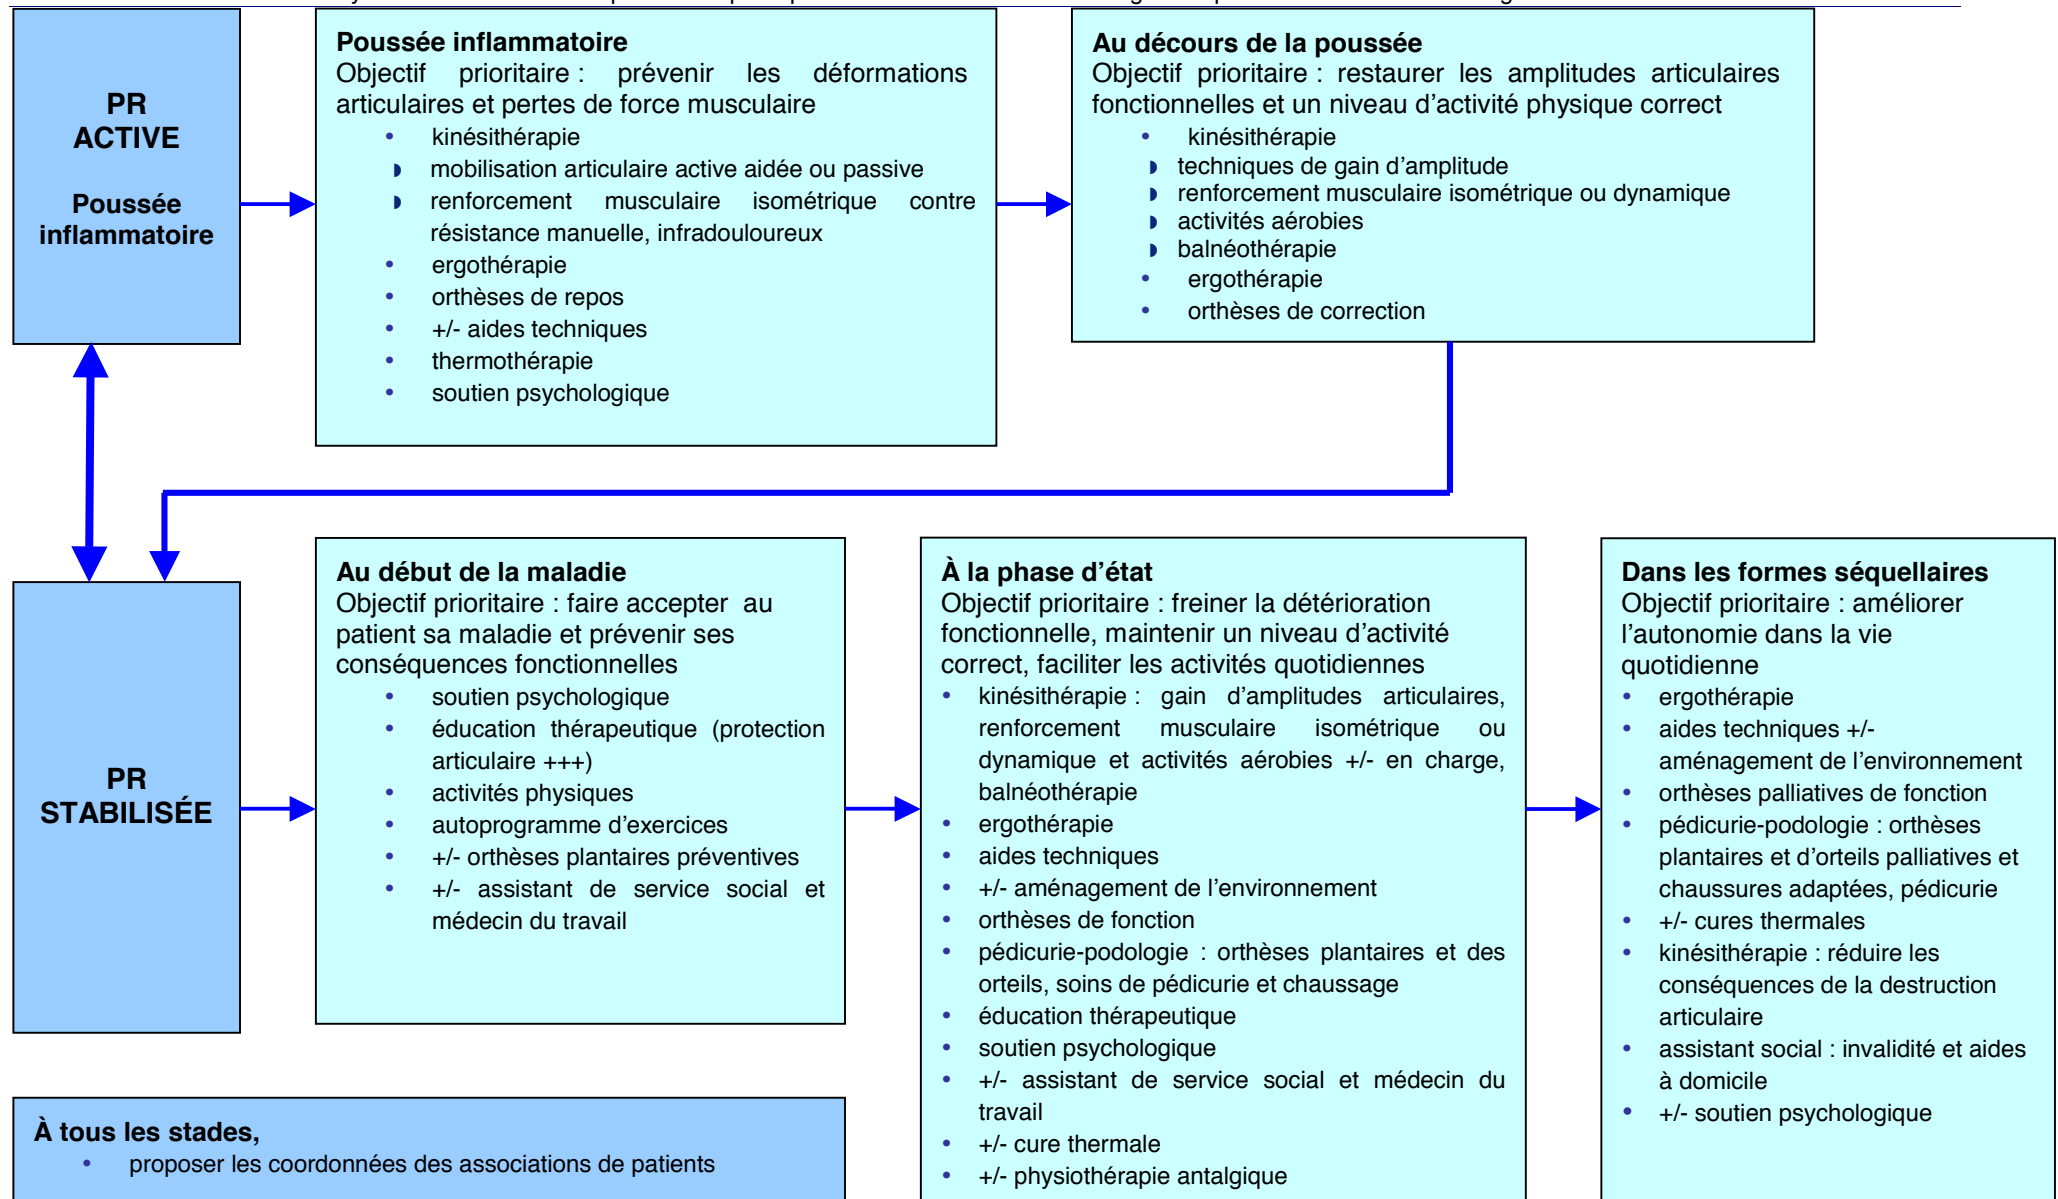 PR
ACTIVE
Poussée
inflammatoire
Poussée inflammatoire
Objectif prioritaire : prévenir les déformations
articulaires et pertes de force musculaire
• kinésithérapie
◗ mobilisation articulaire active aidée ou passive
◗ renforcement musculaire isométrique contre
résistance manuelle, infradouloureux
• ergothérapie
• orthèses de repos
• +/- aides techniques
• thermothérapie
• soutien psychologique
Au décours de la poussée
Objectif prioritaire : restaurer les amplitudes articulaires
fonctionnelles et un niveau d’activité physique correct
• kinésithérapie
◗ techniques de gain d’amplitude
◗ renforcement musculaire isométrique ou dynamique
◗ activités aérobies
◗ balnéothérapie
• ergothérapie
• orthèses de correction
PR
STABILISÉE
Au début de la maladie
Objectif prioritaire : faire accepter au
patient sa maladie et prévenir ses
conséquences fonctionnelles
• soutien psychologique
• éducation thérapeutique (protection
articulaire +++)
• activités physiques
• autoprogramme d’exercices
• +/- orthèses plantaires préventives
• +/- assistant de service social et
médecin du travail
À la phase d’état
Objectif prioritaire : freiner la détérioration
fonctionnelle, maintenir un niveau d’activité
correct, faciliter les activités quotidiennes
• kinésithérapie : gain d’amplitudes articulaires,
renforcement musculaire isométrique ou
dynamique et activités aérobies +/- en charge,
balnéothérapie
• ergothérapie
• aides techniques
• +/- aménagement de l’environnement
• orthèses de fonction
• pédicurie-podologie : orthèses plantaires et des
orteils, soins de pédicurie et chaussage
• éducation thérapeutique
• soutien psychologique
• +/- assistant de service social et médecin du
travail
• +/- cure thermale
• +/- physiothérapie antalgique
Dans les formes séquellaires
Objectif prioritaire : améliorer
l’autonomie dans la vie
quotidienne
• ergothérapie
• aides techniques +/-
aménagement de l’environnement
• orthèses palliatives de fonction
• pédicurie-podologie : orthèses
plantaires et d’orteils palliatives et
chaussures adaptées, pédicurie
• +/- cures thermales
• kinésithérapie : réduire les
conséquences de la destruction
articulaire
• assistant social : invalidité et aides
à domicile
• +/- soutien psychologique
À tous les stades,
• proposer les coordonnées des associations de patients